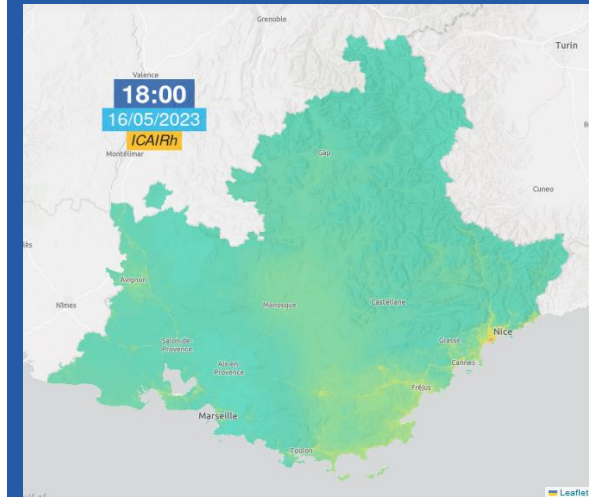 Grenoble
Turin
Valence
18:00
16/05/2023
ICAIRh
Montélimar
Gap
Cuneo
Avignon
Nîmes
Manosque
Castellane
Nice
Grasse
Salon-de-
Provence
Cannes
Aix-en-
Provence
Fréjus
Marseille
Toulon
Leaflet